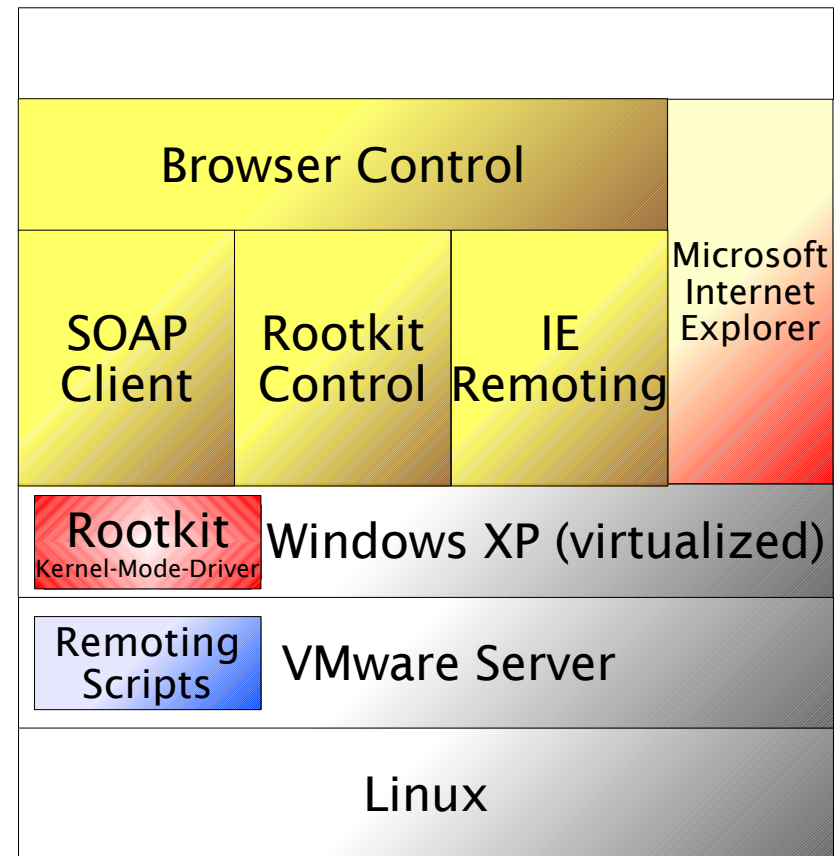 Browser Control
SOAP
Client
Rootkit
Control
IE
Remoting
Microsoft
Internet
Explorer
Rootkit
Kernel-Mode-Driver
Windows XP (virtualized)
Remoting
Scripts
VMware Server
Linux